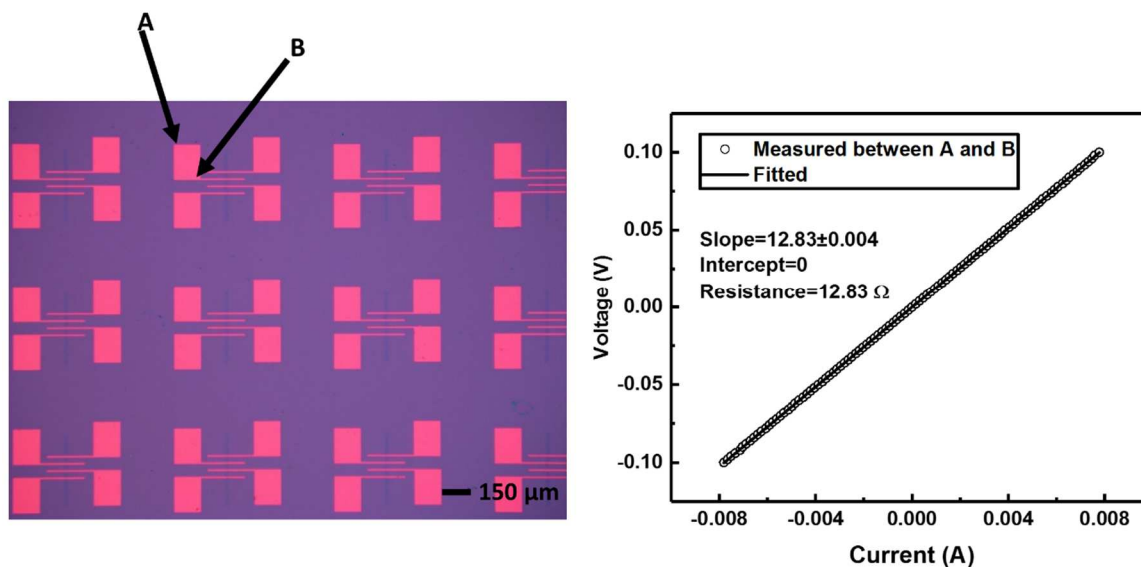 A
B
150 µm
Measured between A and B
Fitted
Slope=12.83±0.004
Intercept=0
Resistance=12.83 Ω
Voltage (V)
0.10
0.05
0.00
-0.05
-0.10
-0.008
-0.004
0.000
0.004
0.008
Current (A)